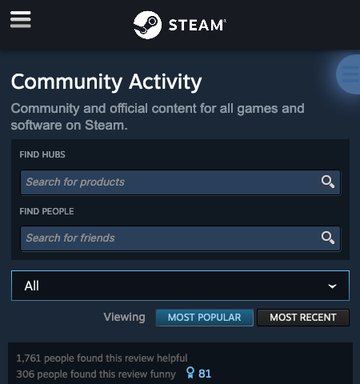 STEAM
Community Activity
Community and official content for all games and
software on Steam.
FIND HUBS
Search for products
FIND PEOPLE
Search for friends
All
Viewing MOST POPULAR MOST RECENT
1,761 people found this review helpful
306 people found this review funny 81